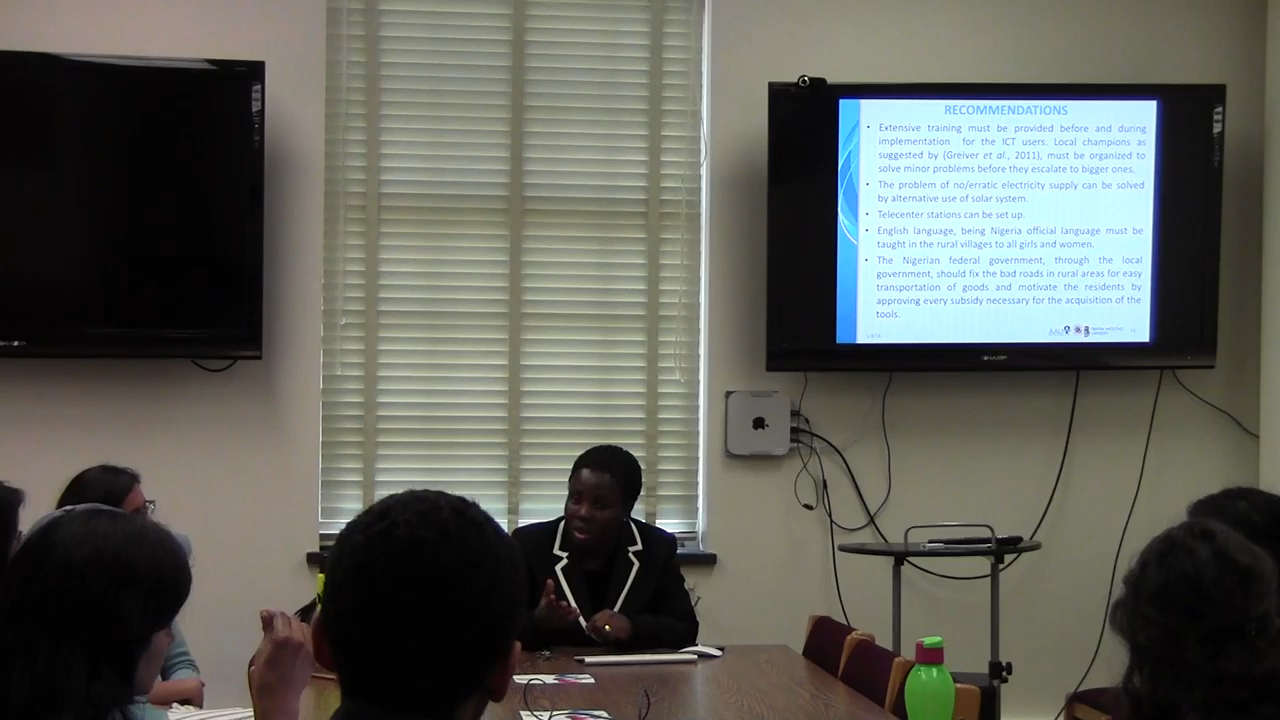 RECOMMENDATIONS
• Extensive training must be provided before and during
implementation for the ICT users. Local champions as
suggested by (Greiver et al., 2011), must be organized to
solve minor problems before they escalate to bigger ones.
• The problem of no/erratic electricity supply can be solved
by alternative use of solar system.
• Telecenter stations can be set up.
• English language, being Nigeria official language must be
taught in the rural villages to all girls and women.
• The Nigerian federal government, through the local
government, should fix the bad roads in rural areas for easy
transportation of goods and motivate the residents by
approving every subsidy necessary for the acquisition of the
tools.
AAU
SHARP